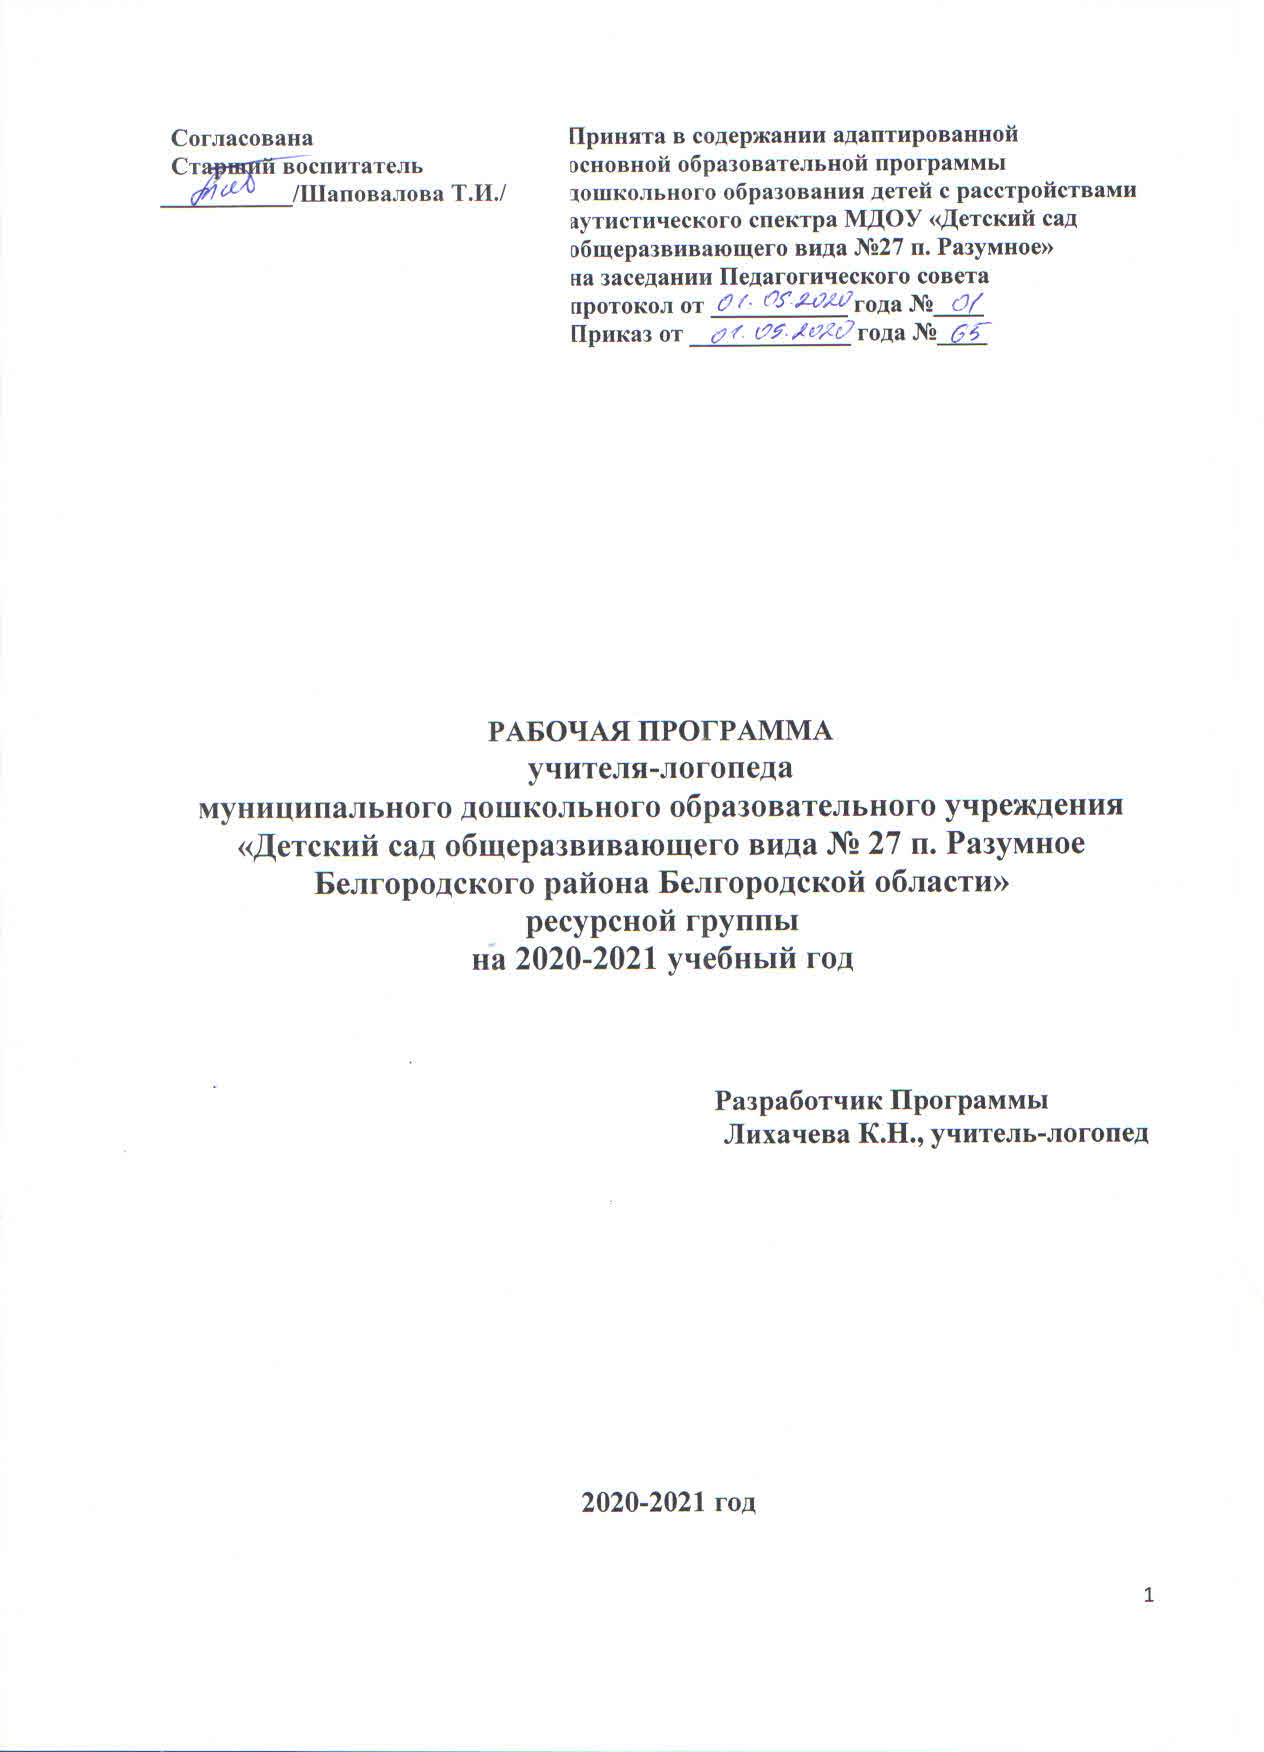 Согласована
Старший воспитатель
___________/Шаповалова Т.И./
Принята в содержании адаптированной
основной образовательной программы
дошкольного образования детей с расстройствами
аутистического спектра МДОУ «Детский сад
общеразвивающего вида №27 п. Разумное»
на заседании Педагогического совета
протокол от 01.09.2020 года № 01
Приказ от 01.09.2020 года № 65
РАБОЧАЯ ПРОГРАММА
учителя-логопеда
муниципального дошкольного образовательного учреждения
«Детский сад общеразвивающего вида № 27 п. Разумное
Белгородского района Белгородской области»
ресурсной группы
на 2020-2021 учебный год
Разработчик Программы
Лихачева К.Н., учитель-логопед
2020-2021 год
1